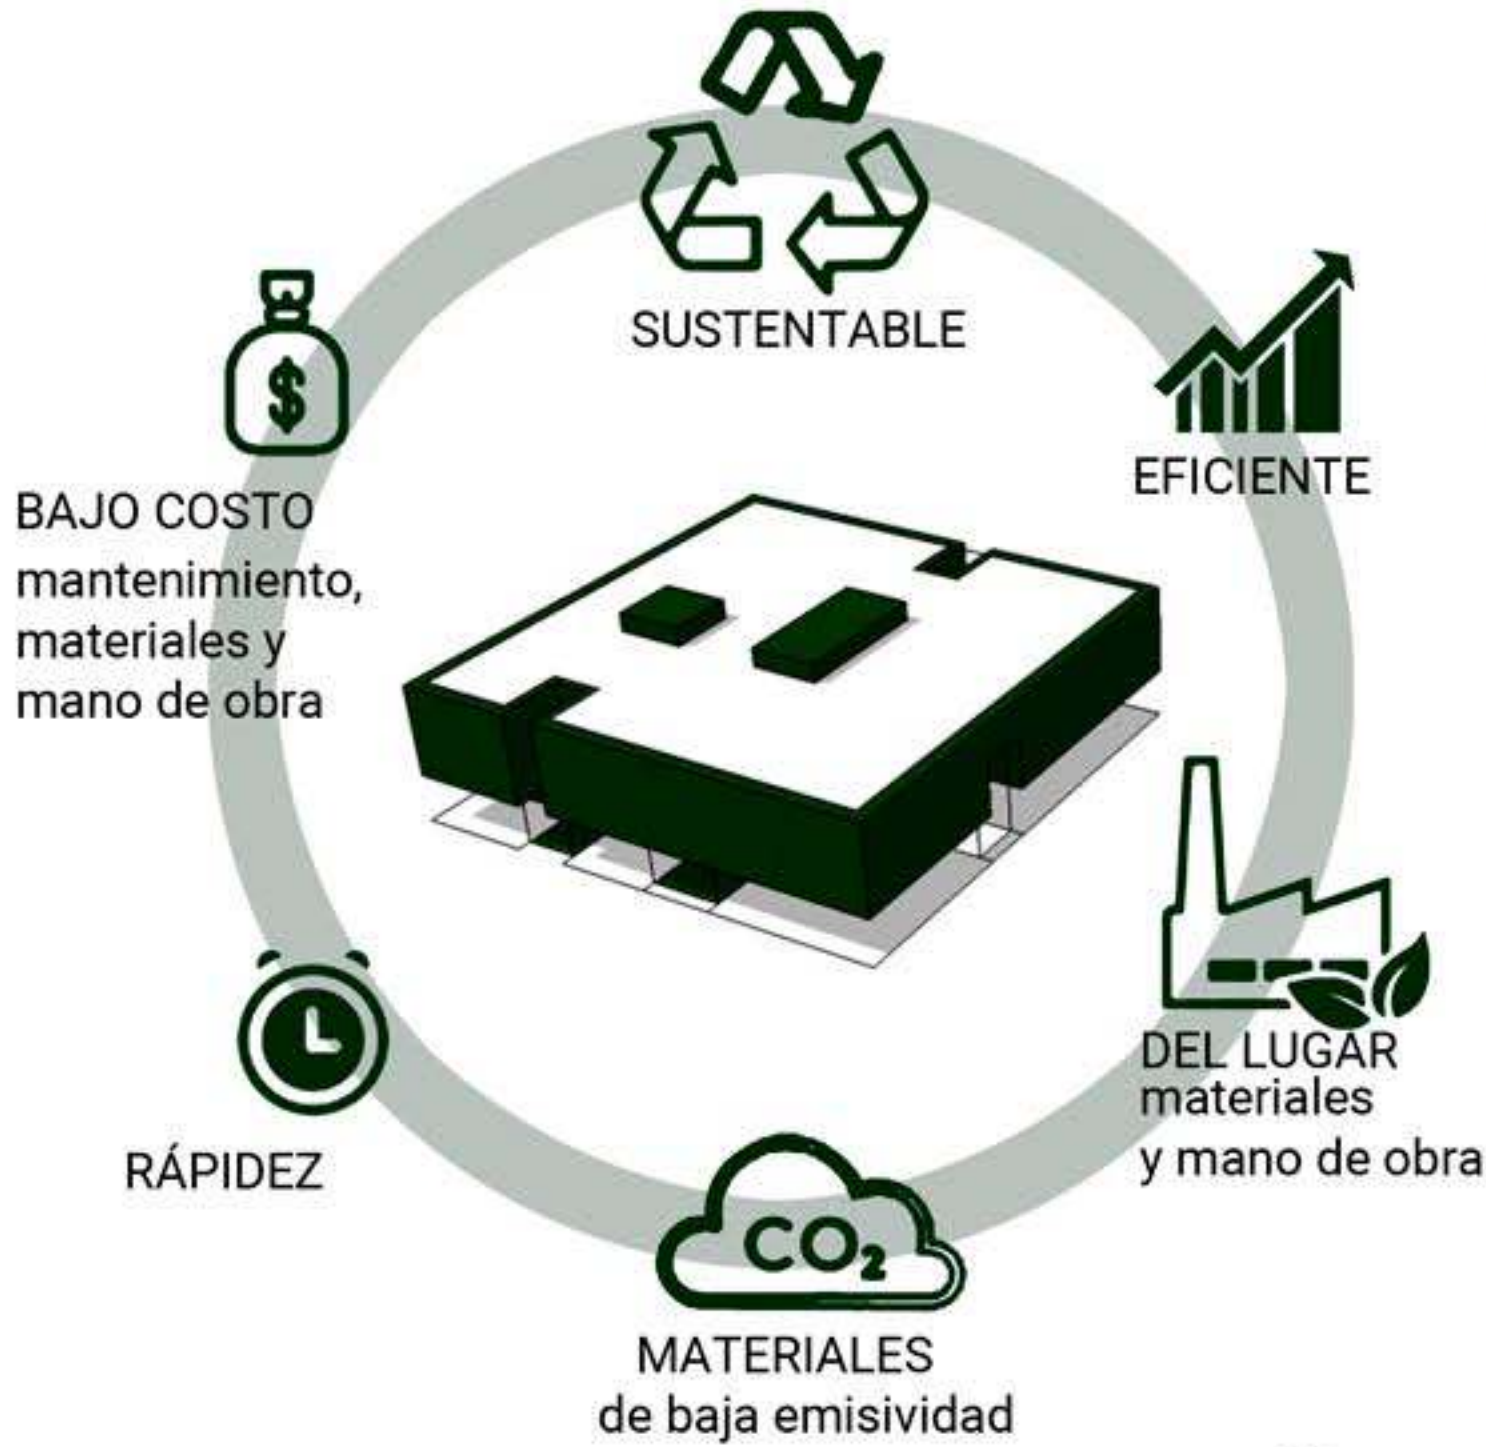 SUSTENTABLE
EFICIENTE
DEL LUGAR
materiales
y mano de obra
MATERIALES
de baja emisividad
RÁPIDEZ
BAJO COSTO
mantenimiento,
materiales y
mano de obra
$
CO₂